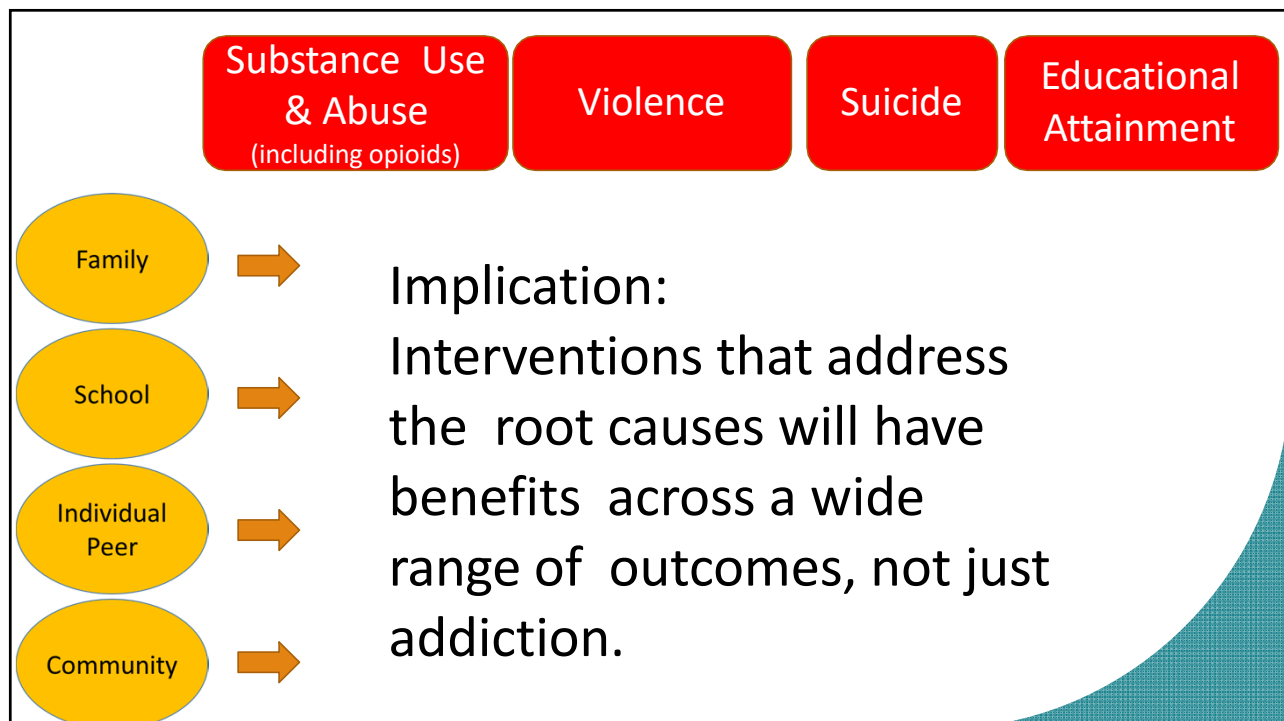 Substance Use
& Abuse
(including opioids)
Violence
Suicide
Educational
Attainment
Family
School
Individual
Peer
Community
Implication:
Interventions that address
the root causes will have
benefits across a wide
range of outcomes, not just
addiction.